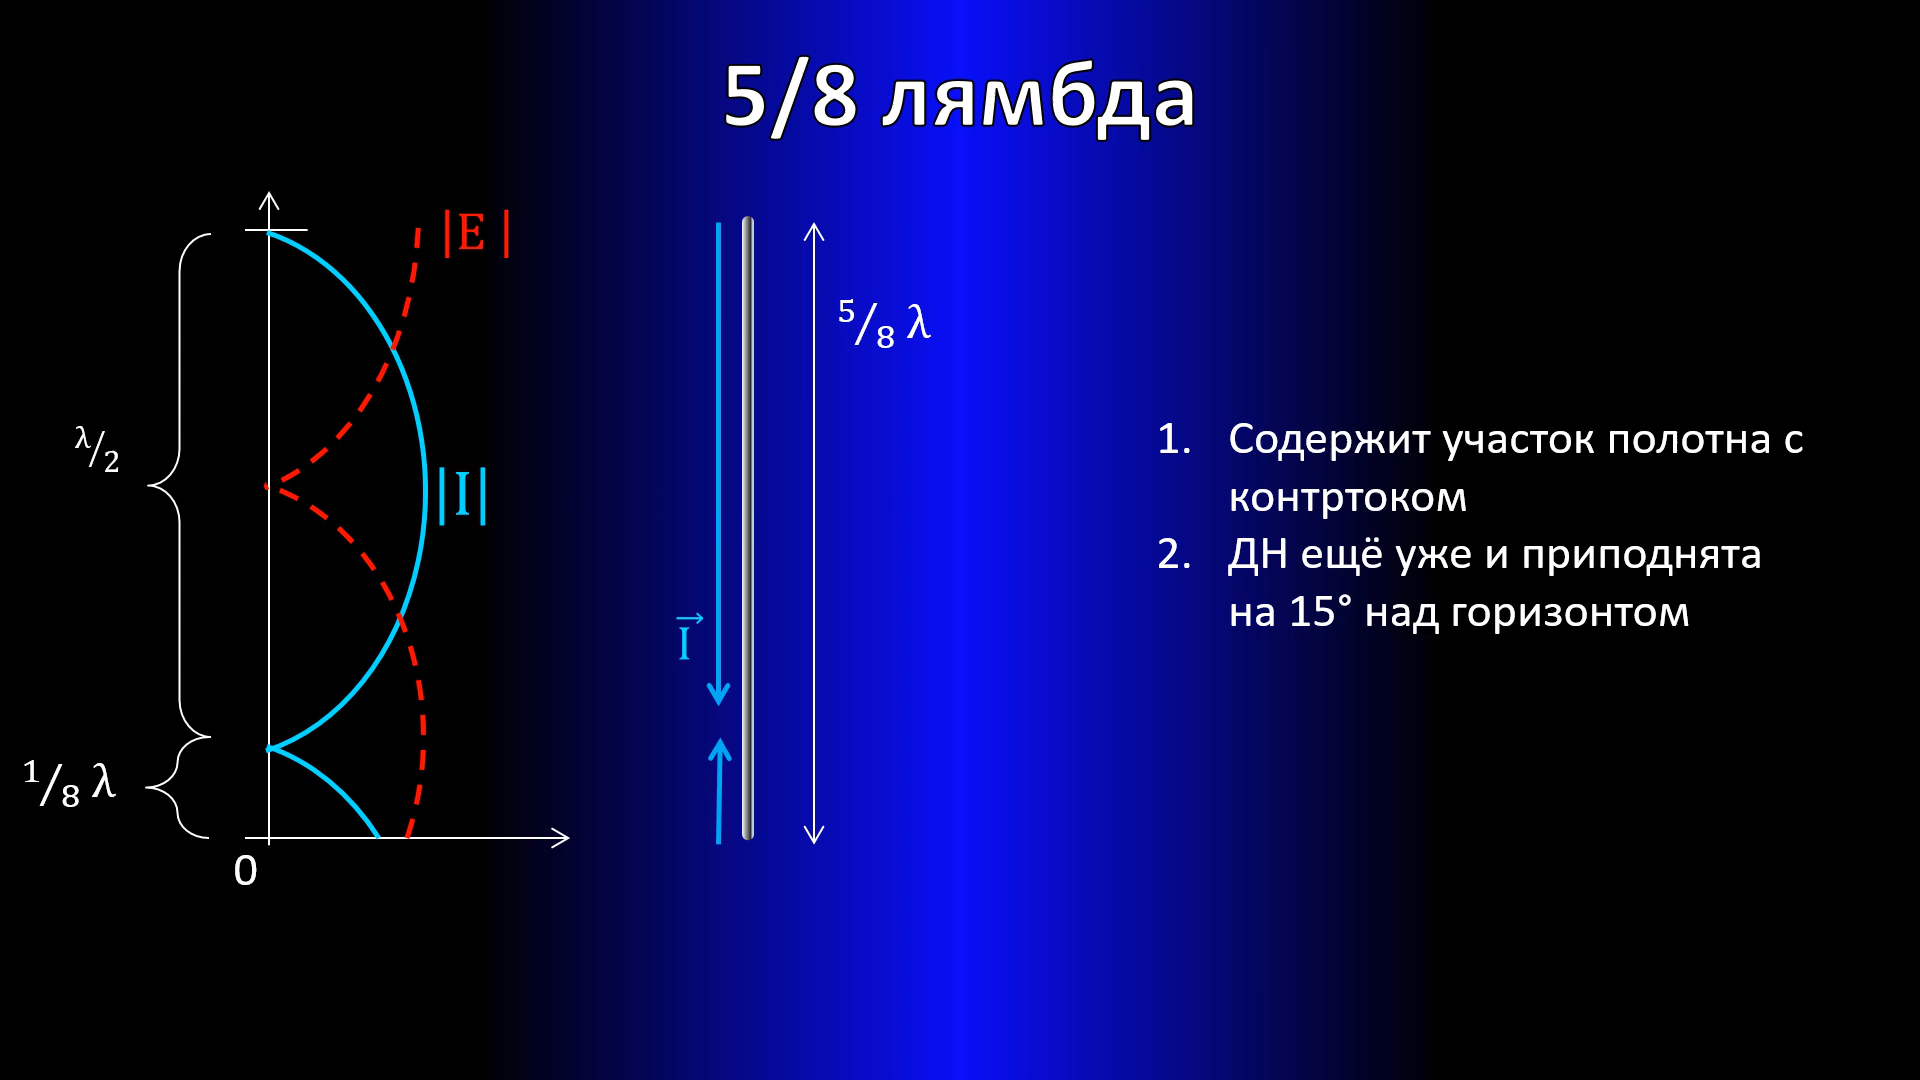 5/8 лямбда
|E|
5/8 λ
λ/2
|I|
1. Содержит участок полотна с
контртоком
2. ДН ещё уже и приподнята
на 15° над горизонтом
I⃗
1/8 λ
0